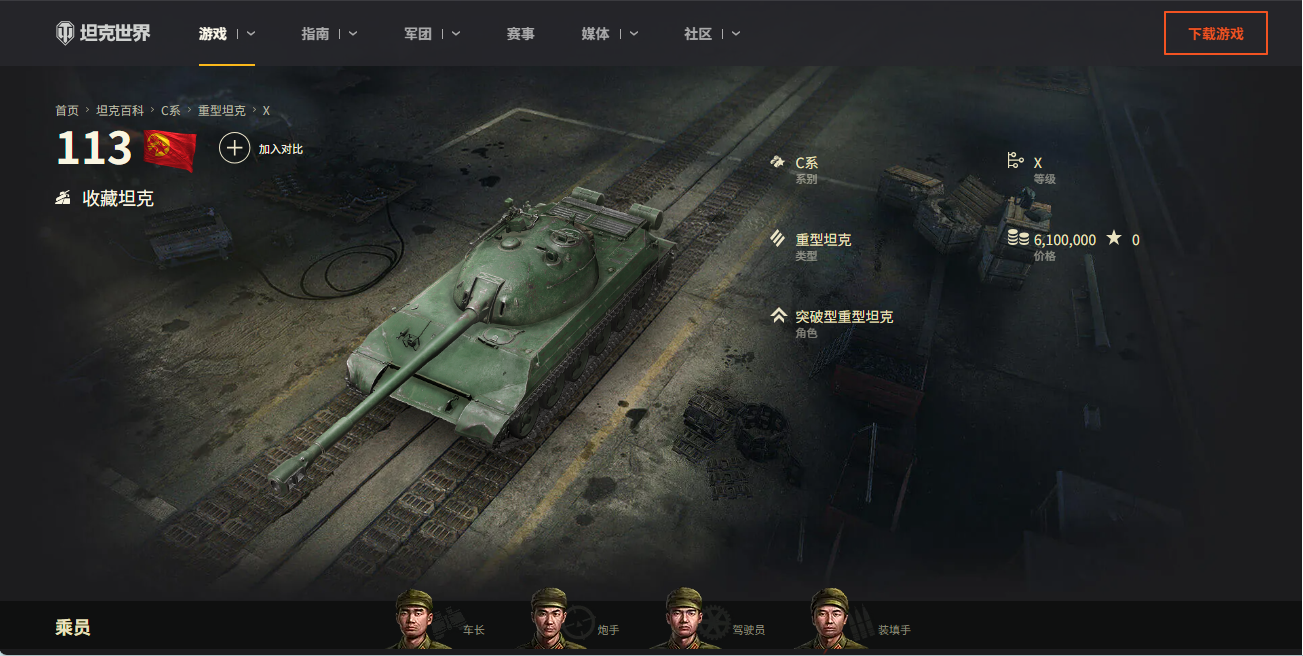 坦克世界 游戏 指南 军团 赛事 媒体 社区 下载游戏
首页 › 坦克百科 › C系 › 重型坦克 › X
113 加入对比
收藏坦克
C系
系别
X
等级
重型坦克
类型
6,100,000 0
价格
突破型重型坦克
角色
乘员 车长 炮手 驾驶员 装填手